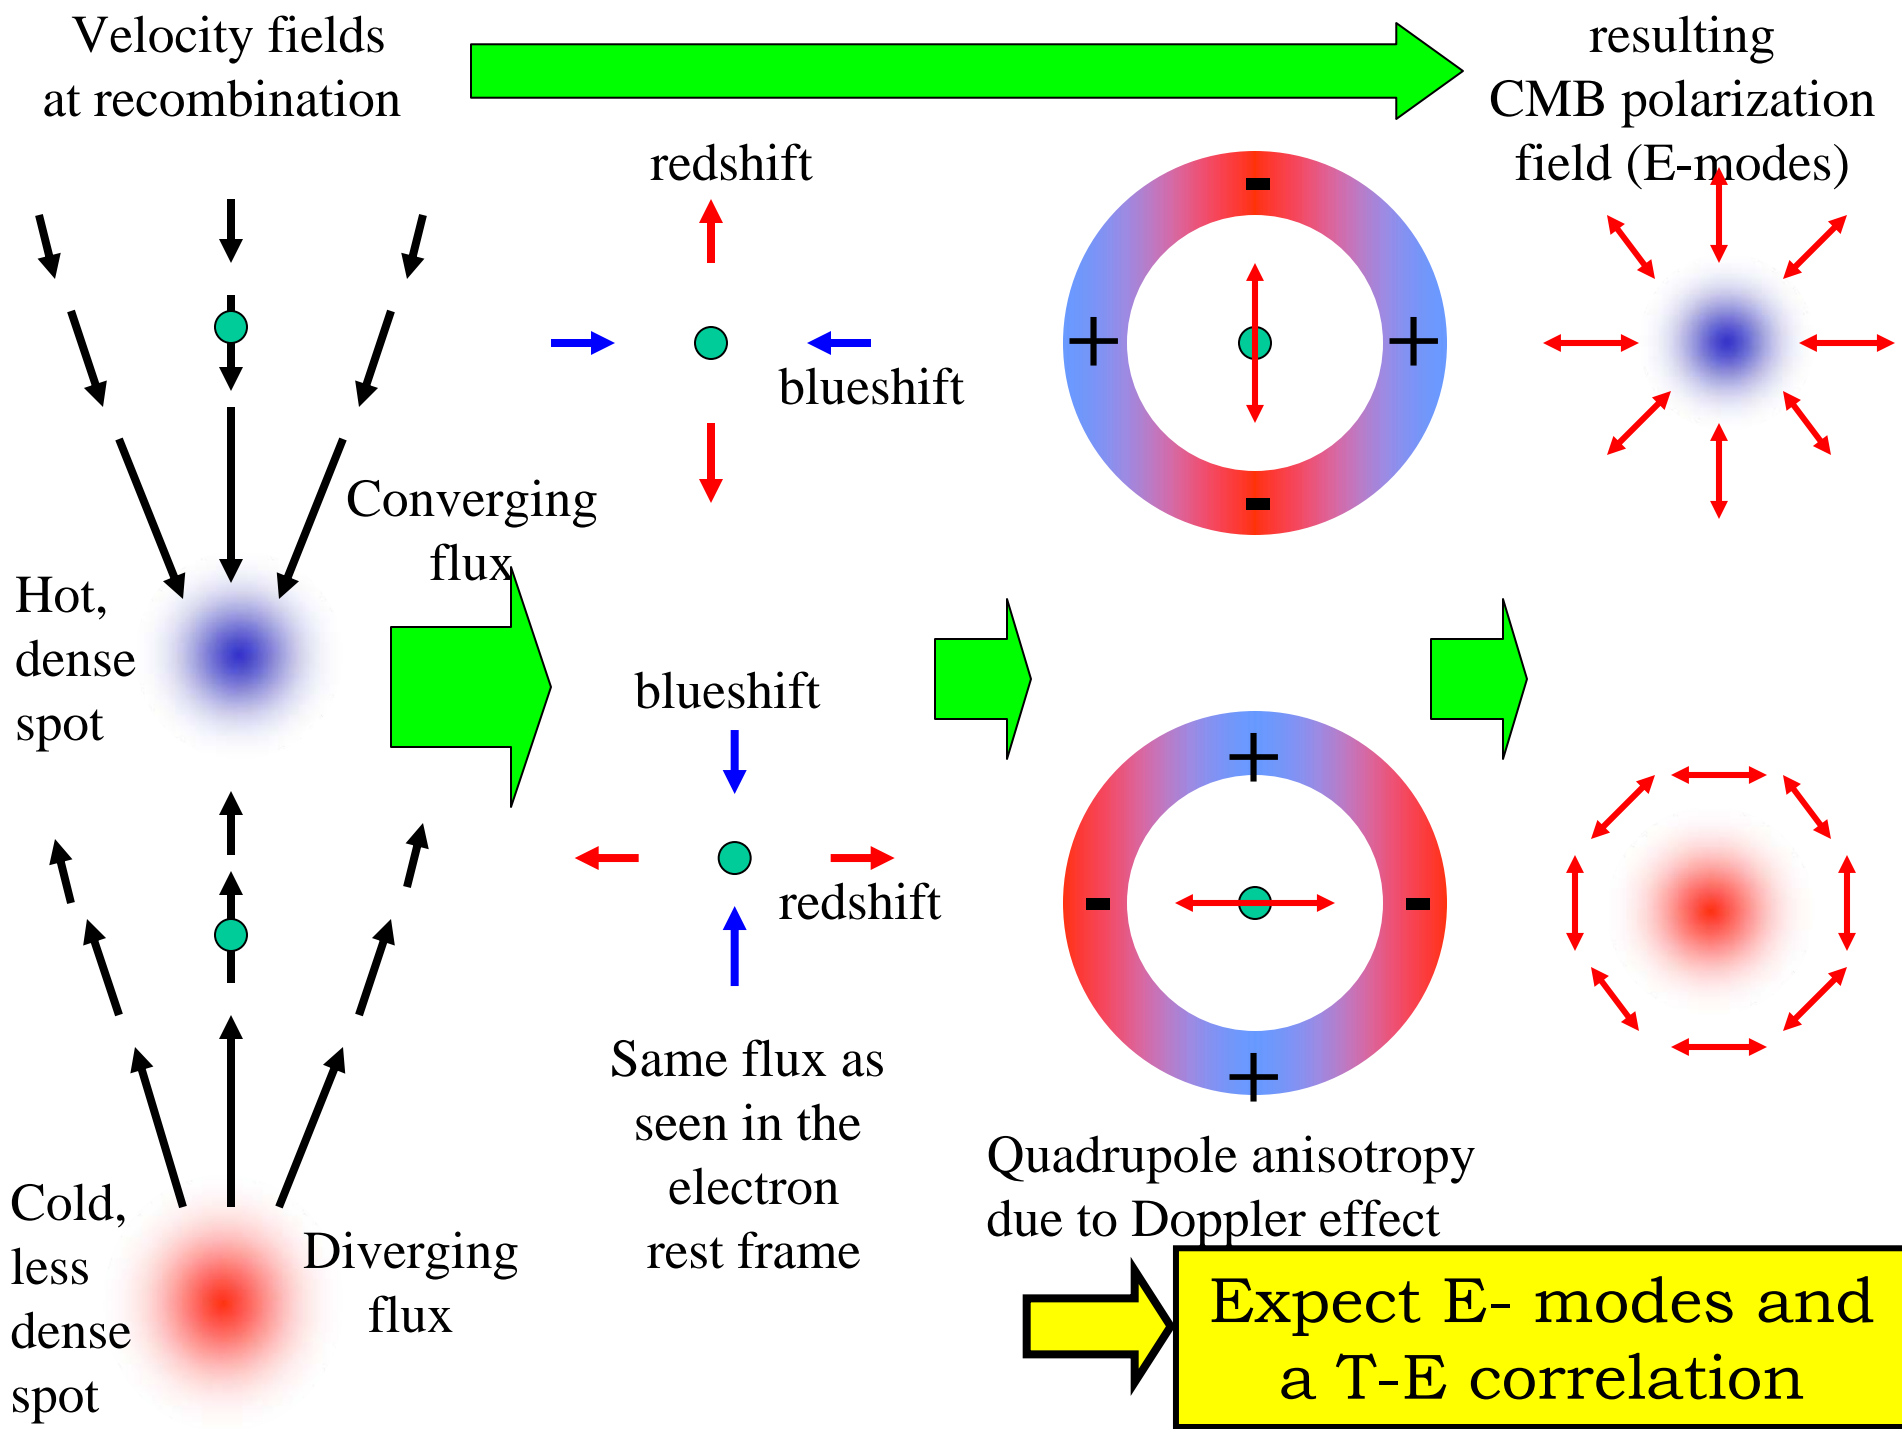 Velocity fields
at recombination
resulting
CMB polarization
field (E-modes)
redshift
-
+
+
blueshift
-
Converging
flux
Hot,
dense
spot
blueshift
+
redshift
-
-
+
Same flux as
seen in the
electron
rest frame
Quadrupole anisotropy
due to Doppler effect
Cold,
less
dense
spot
Diverging
flux
Expect E- modes and
a T-E correlation